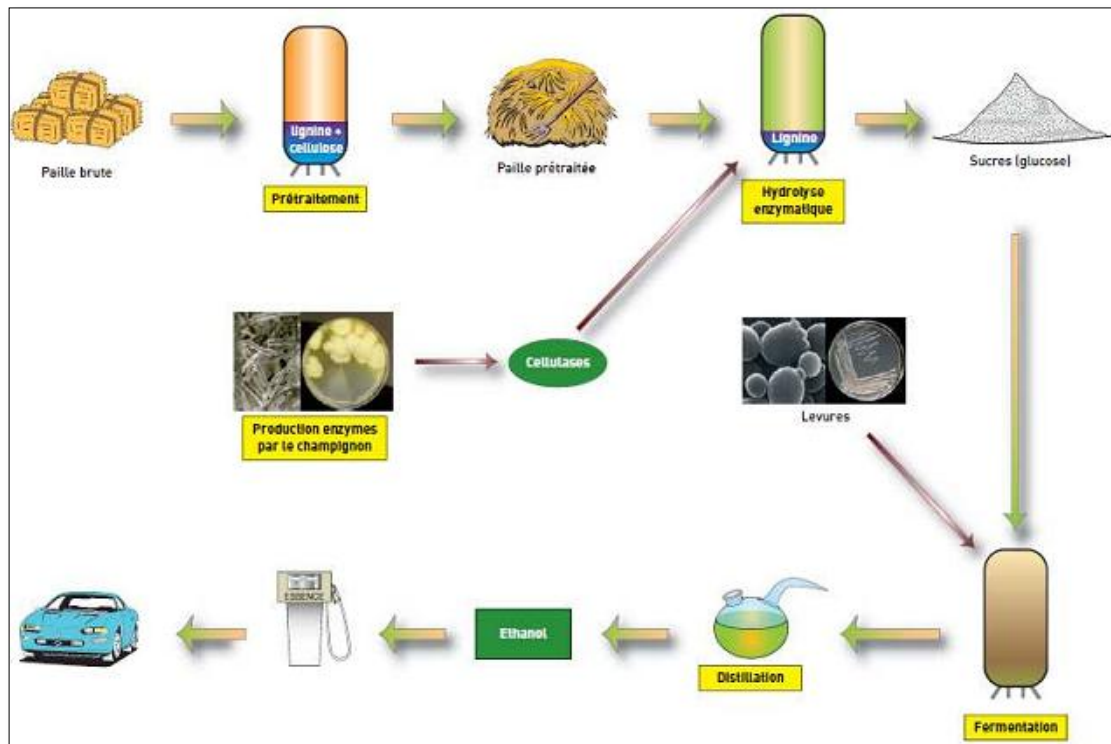 Paille brute
lignine +
cellulose
Prétraitement
Paille prétraitée
Lignine
Hydrolyse
enzymatique
Sucres (glucose)
Production enzymes
par le champignon
Cellulases
Levures
Fermentation
Distillation
Ethanol
ESSENCE